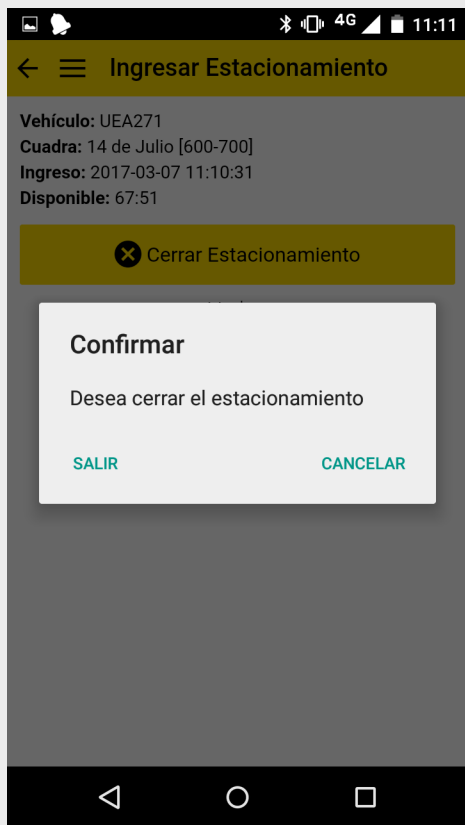 4G 11:11
Ingresar Estacionamiento
Vehículo: UEA271
Cuadra: 14 de Julio [600-700]
Ingreso: 2017-03-07 11:10:31
Disponible: 67:51
Cerrar Estacionamiento
Confirmar
Desea cerrar el estacionamiento
SALIR CANCELAR